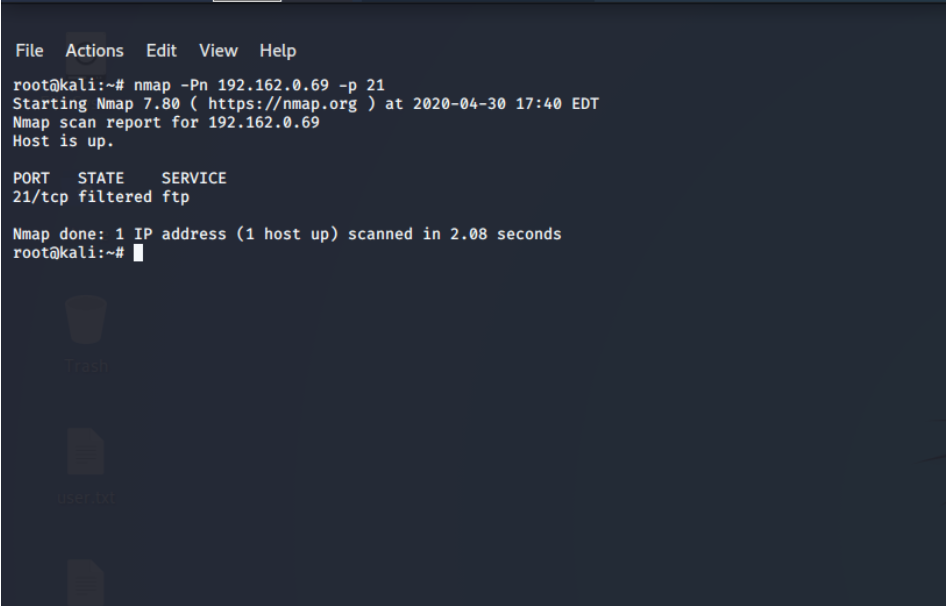 File Actions Edit View Help
root@kali:~# nmap -Pn 192.162.0.69 -p 21
Starting Nmap 7.80 ( https://nmap.org ) at 2020-04-30 17:40 EDT
Nmap scan report for 192.162.0.69
Host is up.
PORT STATE SERVICE
21/tcp filtered ftp
Nmap done: 1 IP address (1 host up) scanned in 2.08 seconds
root@kali:~#
Trash
user.txt